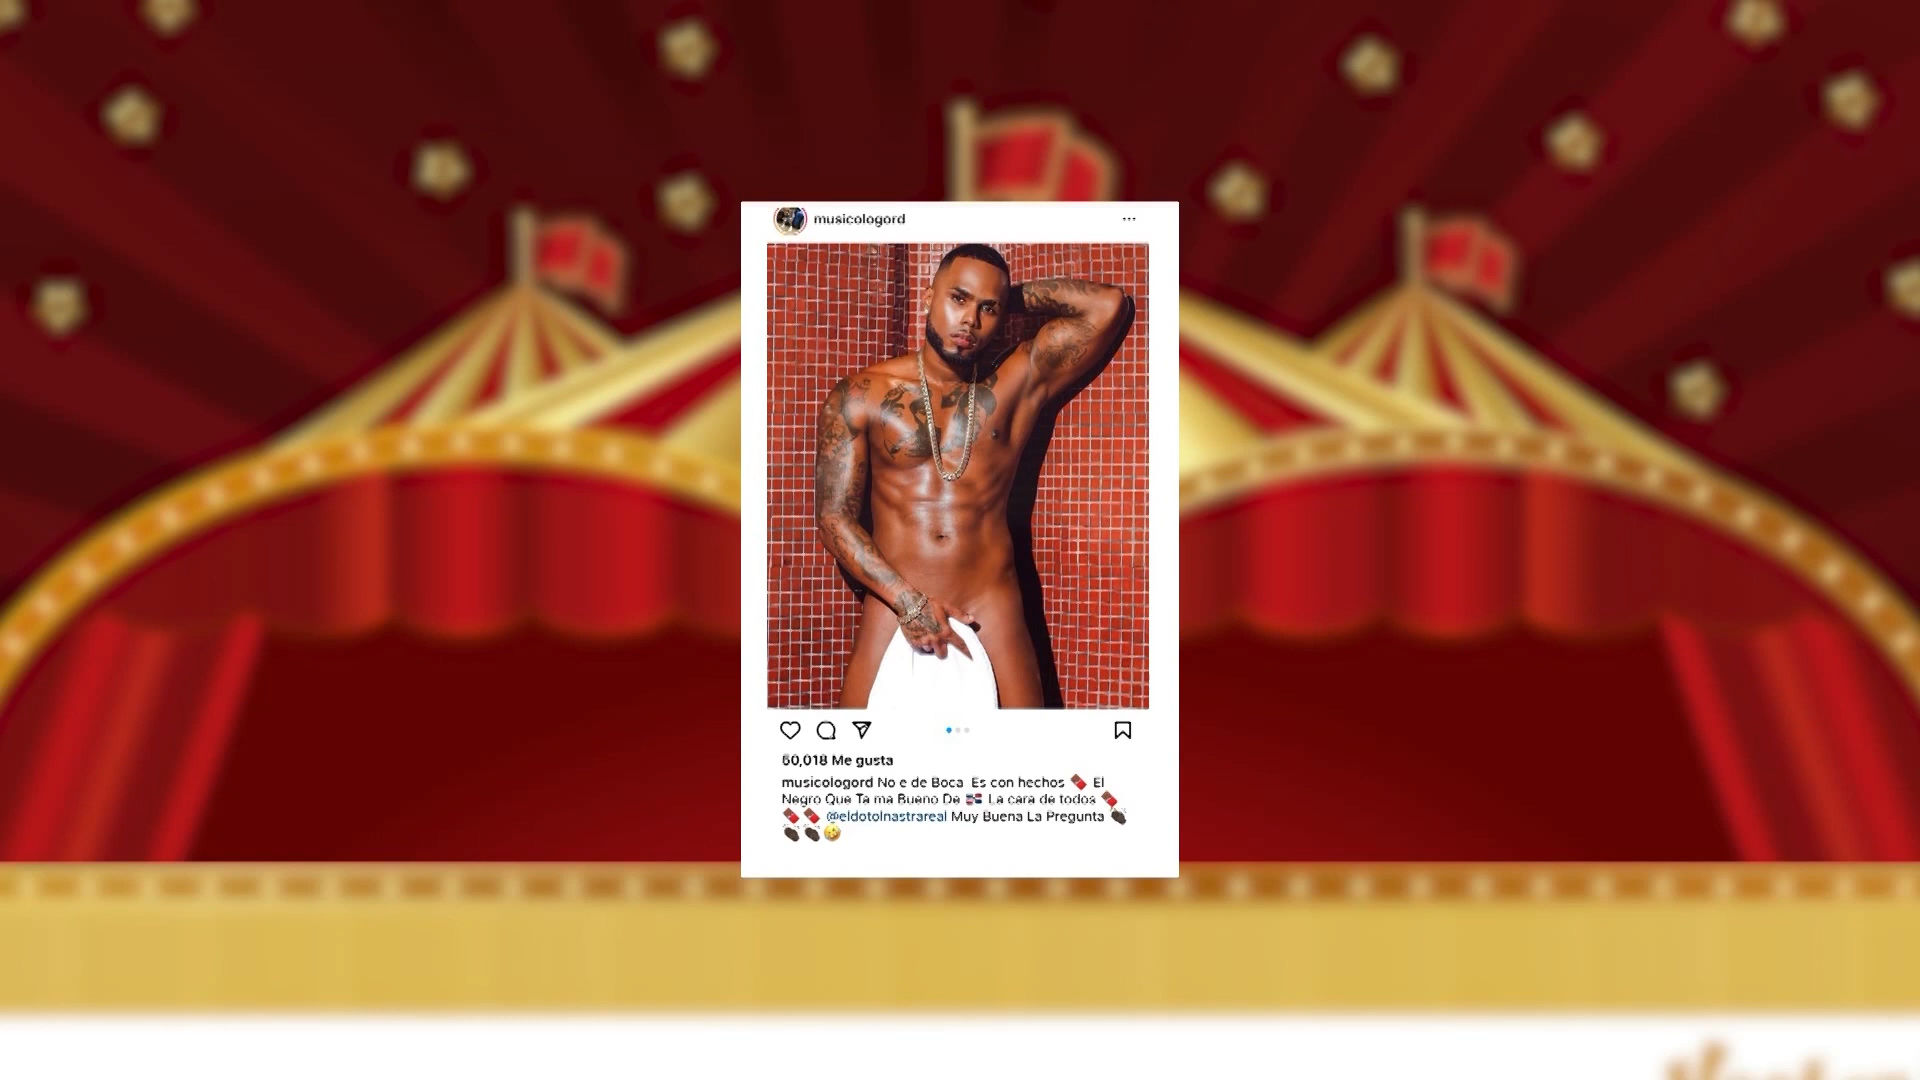 musicologord
60,018 Me gusta
musicologord No e de Boca Es con hechos 🍫 El
Negro Que Ta ma Bueno De 🇩🇴 La cara de todos 🍫
🍫🍫 @eldotolnastrareal Muy Buena La Pregunta